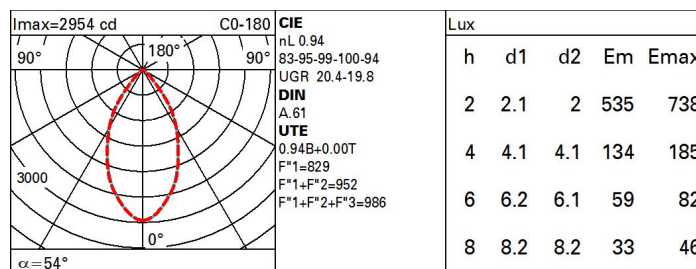 Imax=2954 cd C0-180
90° 180° 90°
3000
0°
α=54°
CIE
nL 0.94
83-95-99-100-94
UGR 20.4-19.8
DIN
A.61
UTE
0.94B+0.00T
F"1=829
F"1+F"2=952
F"1+F"2+F"3=986
Lux
h d1 d2 Em Emax
2 2.1 2 535 738
4 4.1 4.1 134 185
6 6.2 6.1 59 82
8 8.2 8.2 33 46